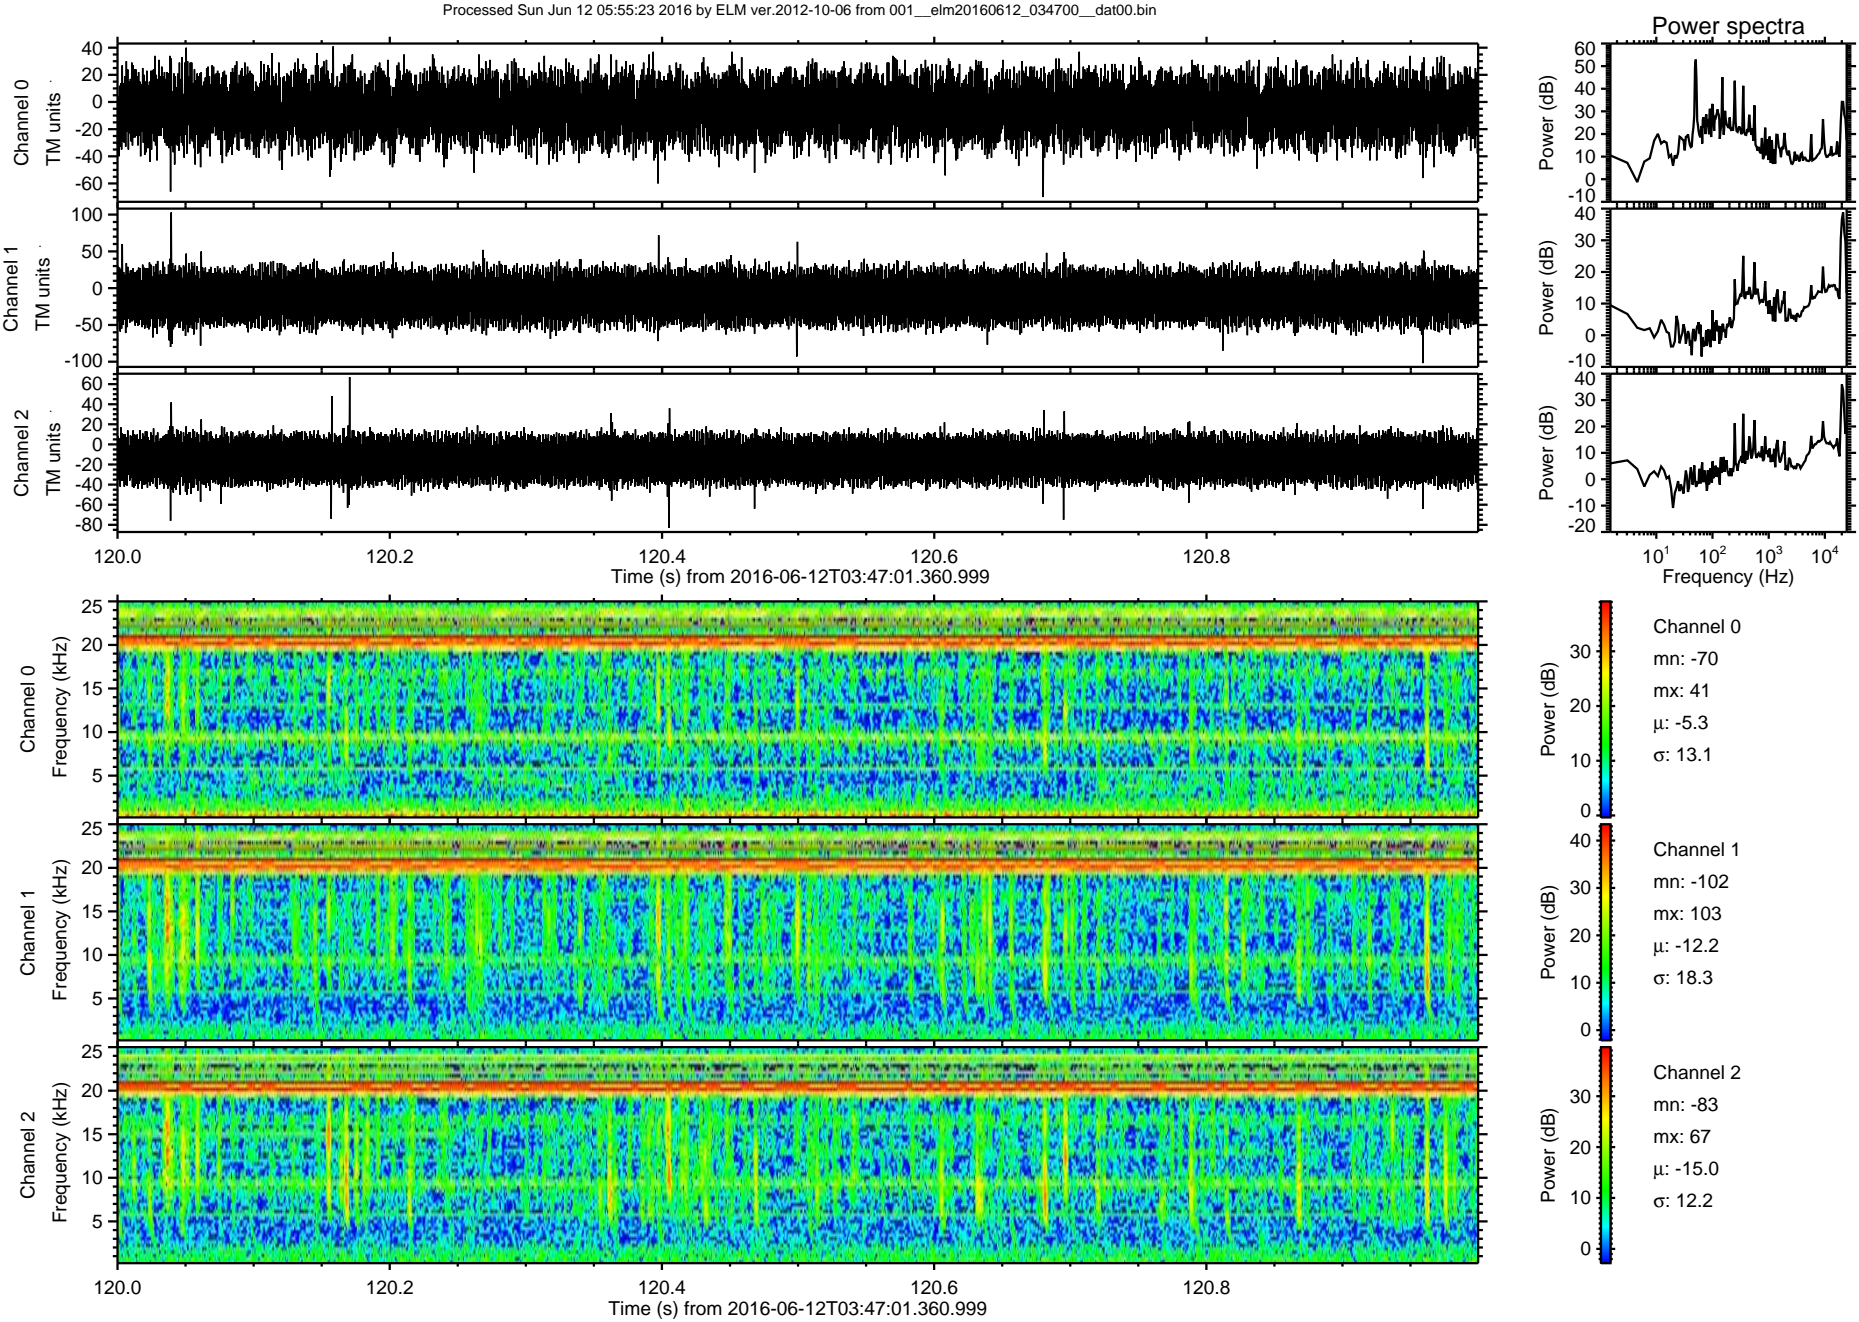 Processed Sun Jun 12 05:55:23 2016 by ELM ver.2012-10-06 from 001__elm20160612_034700__dat00.bin
Power spectra
Channel 0
TM units
40
20
0
-20
-40
-60
Power (dB)
60
50
40
30
20
10
0
-10
Channel 1
TM units
100
50
0
-50
-100
Power (dB)
40
30
20
10
0
-10
Channel 2
TM units
60
40
20
0
-20
-40
-60
-80
Power (dB)
40
30
20
10
0
-10
-20
120.0 120.2 120.4 120.6 120.8
Time (s) from 2016-06-12T03:47:01.360.999
10¹ 10² 10³ 10⁴
Frequency (Hz)
Channel 0
Frequency (kHz)
25
20
15
10
5
Power (dB)
30
20
10
0
Channel 0
mn: -70
mx: 41
µ: -5.3
σ: 13.1
Channel 1
Frequency (kHz)
25
20
15
10
5
Power (dB)
40
30
20
10
0
Channel 1
mn: -102
mx: 103
µ: -12.2
σ: 18.3
Channel 2
Frequency (kHz)
25
20
15
10
5
Power (dB)
30
20
10
0
Channel 2
mn: -83
mx: 67
µ: -15.0
σ: 12.2
120.0 120.2 120.4 120.6 120.8
Time (s) from 2016-06-12T03:47:01.360.999